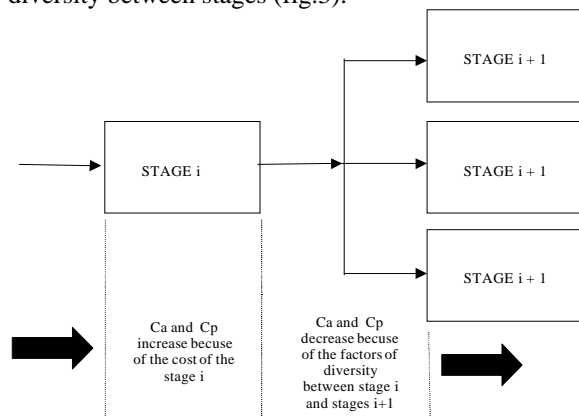 diversity between stages (fig.3).
STAGE i + 1
STAGE i
STAGE i + 1
STAGE i + 1
Ca and Cp
increase becuse
of the cost of the
stage i
Ca and Cp
decrease becuse
of the factors of
diversity
between stage i
and stages i+1